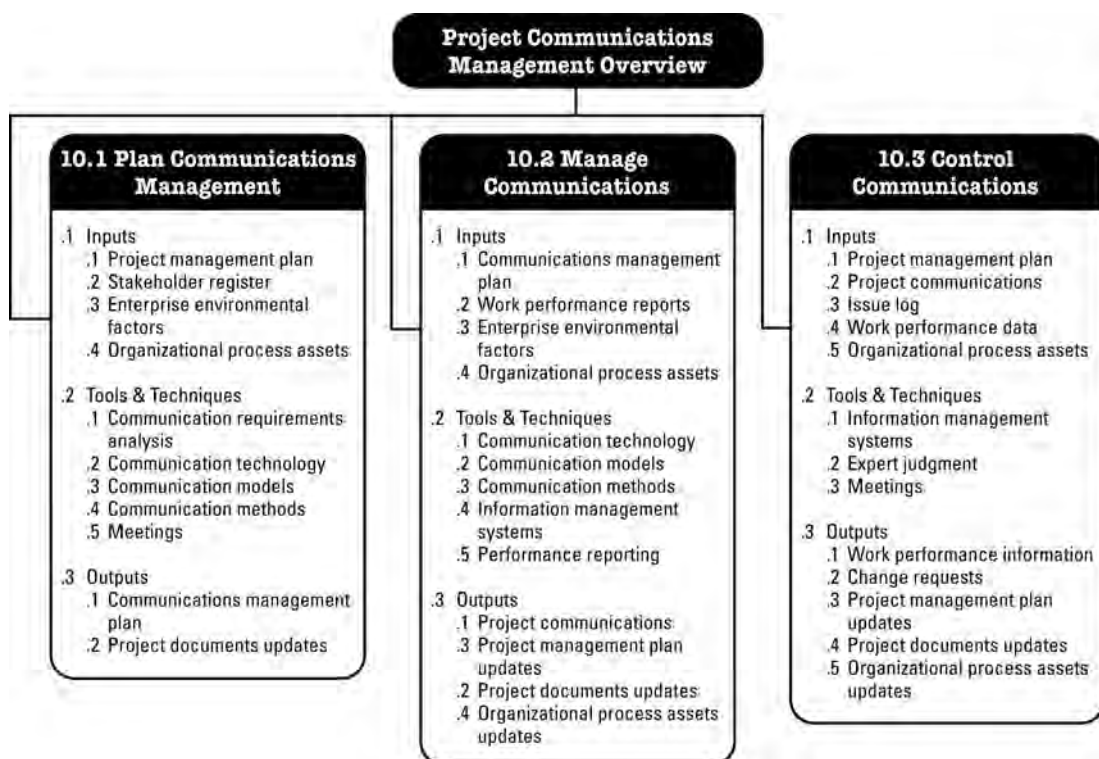 Project Communications
Management Overview
10.1 Plan Communications
Management
.1 Inputs
.1 Project management plan
.2 Stakeholder register
.3 Enterprise environmental
factors
.4 Organizational process assets
.2 Tools & Techniques
.1 Communication requirements
analysis
.2 Communication technology
.3 Communication models
.4 Communication methods
.5 Meetings
.3 Outputs
.1 Communications management
plan
.2 Project documents updates
10.2 Manage
Communications
.1 Inputs
.1 Communications management
plan
.2 Work performance reports
.3 Enterprise environmental
factors
.4 Organizational process assets
.2 Tools & Techniques
.1 Communication technology
.2 Communication models
.3 Communication methods
.4 Information management
systems
.5 Performance reporting
.3 Outputs
.1 Project communications
.3 Project management plan
updates
.2 Project documents updates
.4 Organizational process assets
updates
10.3 Control
Communications
.1 Inputs
.1 Project management plan
.2 Project communications
.3 Issue log
.4 Work performance data
.5 Organizational process assets
.2 Tools & Techniques
.1 Information management
systems
.2 Expert judgment
.3 Meetings
.3 Outputs
.1 Work performance information
.2 Change requests
.3 Project management plan
updates
.4 Project documents updates
.5 Organizational process assets
updates